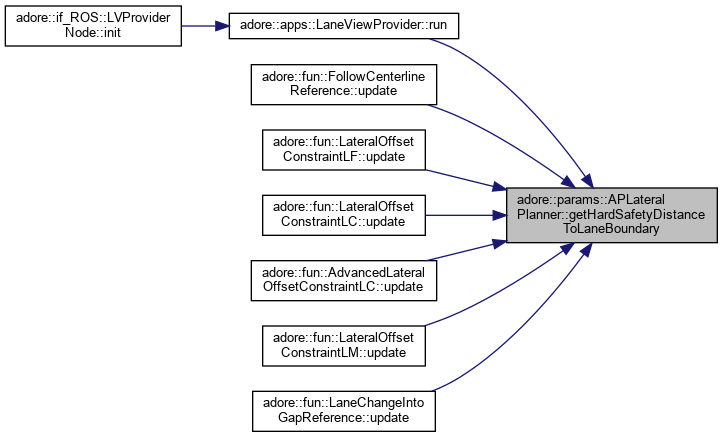 adore::if_ROS::LVProvider
Node::init
adore::apps::LaneViewProvider::run
adore::fun::FollowCenterline
Reference::update
adore::fun::LateralOffset
ConstraintLF::update
adore::fun::LateralOffset
ConstraintLC::update
adore::fun::AdvancedLateral
OffsetConstraintLC::update
adore::fun::LateralOffset
ConstraintLM::update
adore::fun::LaneChangeInto
GapReference::update
adore::params::APLateral
Planner::getHardSafetyDistance
ToLaneBoundary